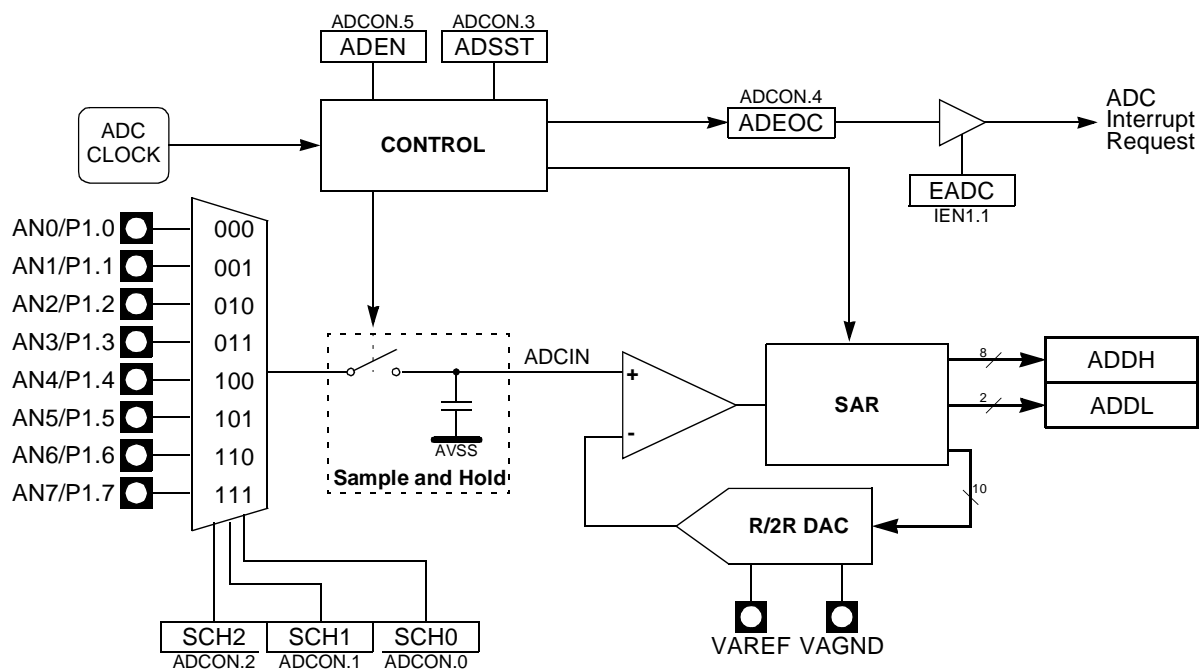 ADCON.5
ADEN
ADCON.3
ADSST
ADC
CLOCK
CONTROL
ADCON.4
ADEOC
ADC
Interrupt
Request
EADC
IEN1.1
AN0/P1.0
000
AN1/P1.1
001
AN2/P1.2
010
AN3/P1.3
011
AN4/P1.4
100
AN5/P1.5
101
AN6/P1.6
110
AN7/P1.7
111
AVSS
Sample and Hold
ADCIN
+
-
SAR
8
ADDH
2
ADDL
10
R/2R DAC
VAREF
VAGND
SCH2
SCH1
SCH0
ADCON.2
ADCON.1
ADCON.0